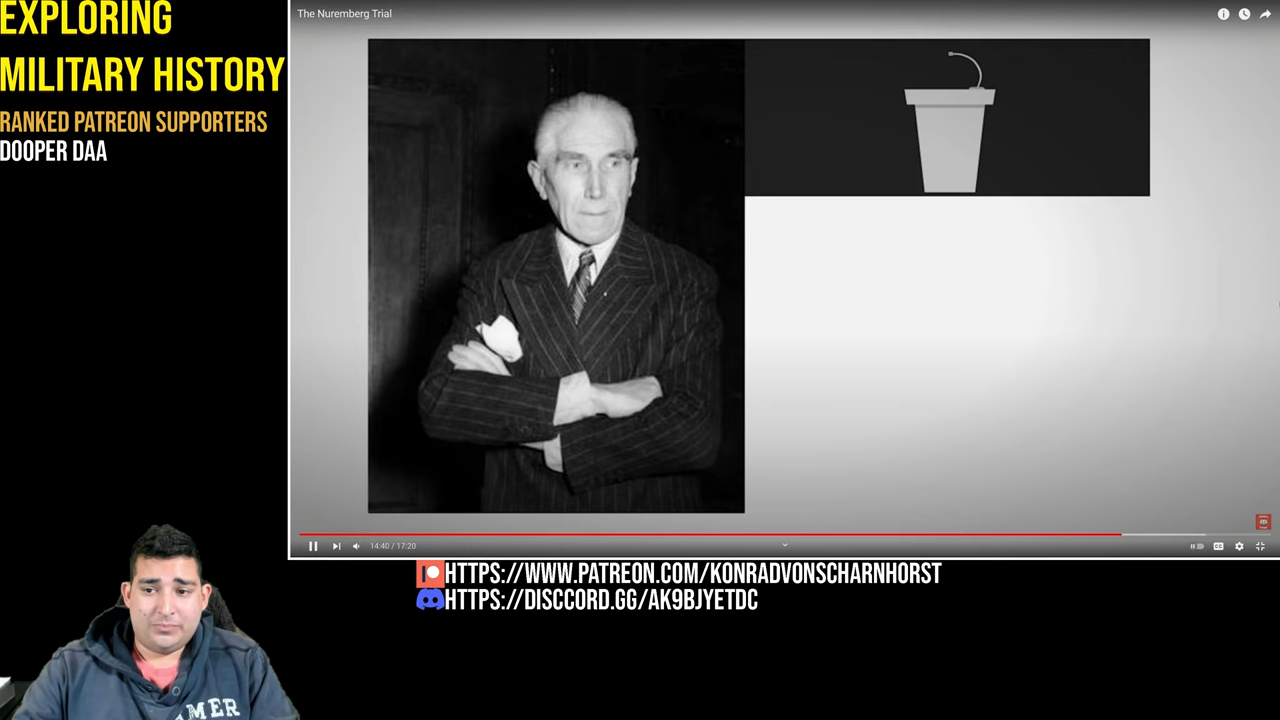 EXPLORING
MILITARY HISTORY
RANKED PATREON SUPPORTERS
DOOPER DAA
The Nuremberg Trial
14:40 / 17:20
CC
HTTPS://WWW.PATREON.COM/KONRADVONSCHARNHORST
HTTPS://DISCCORD.GG/AK9BJYETDC